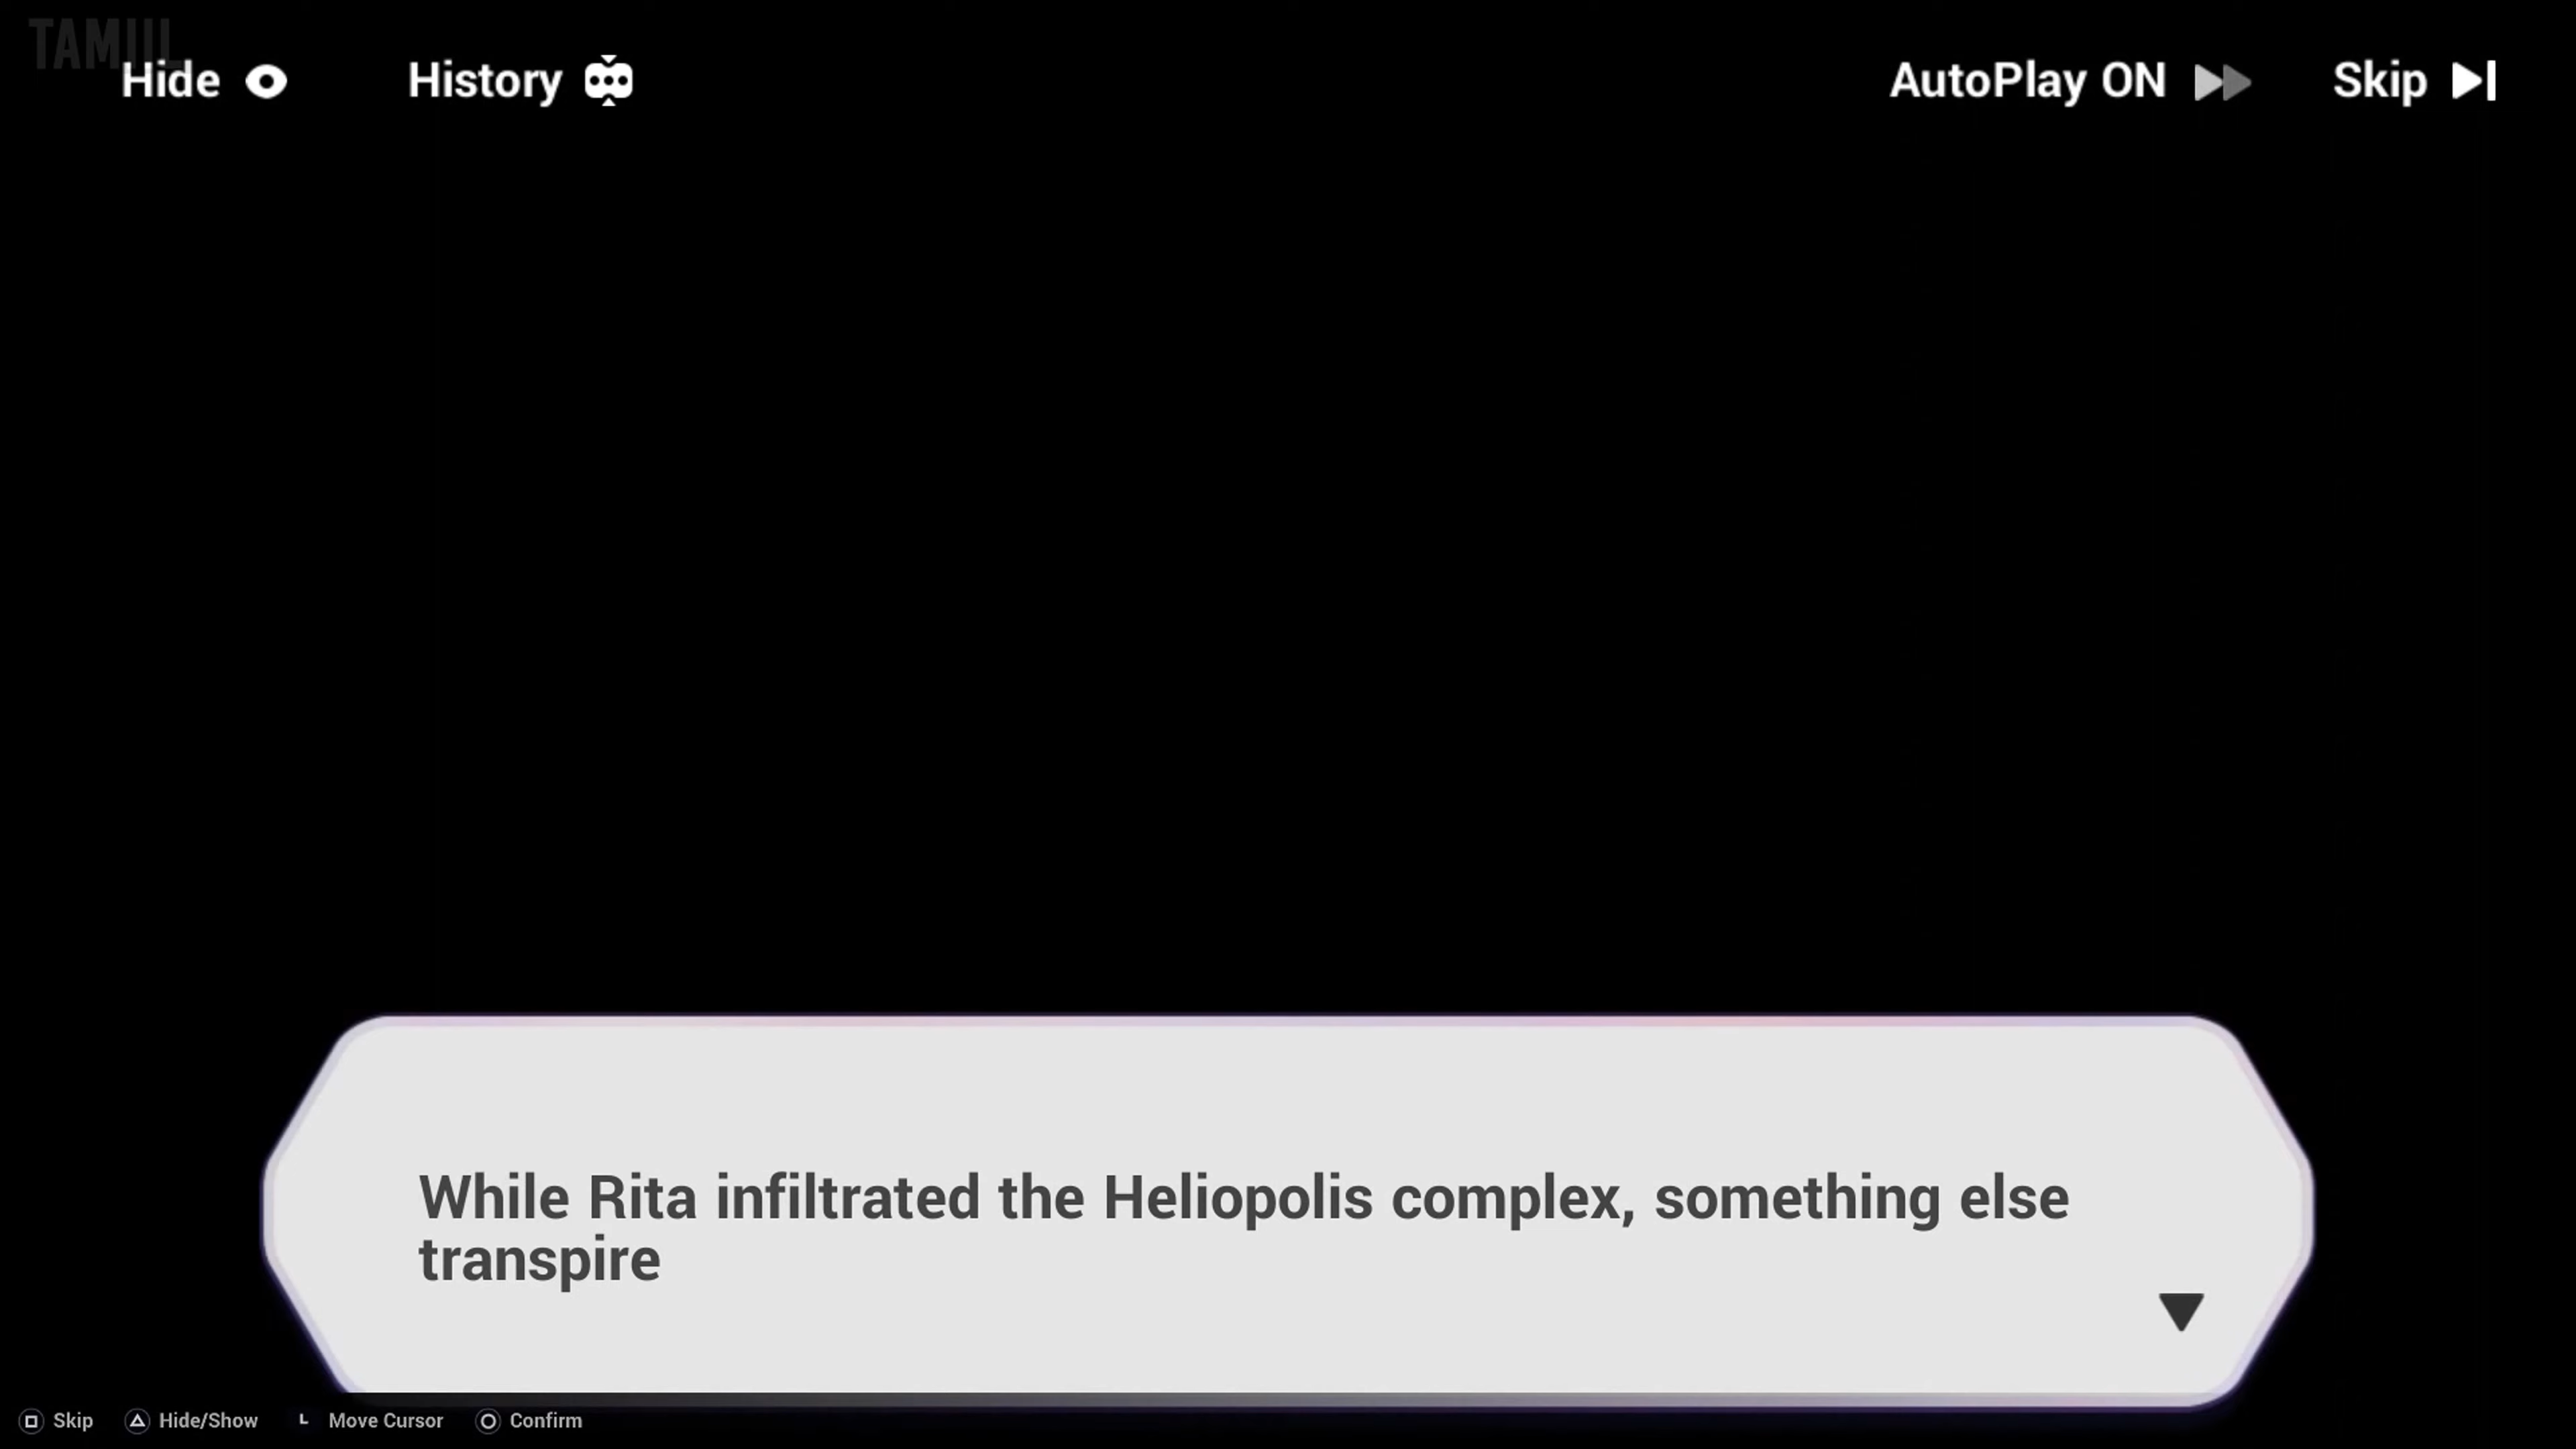 TAMIIL
Hide
History
AutoPlay ON
Skip
While Rita infiltrated the Heliopolis complex, something else
transpire
Skip
Hide/Show
L
Move Cursor
Confirm